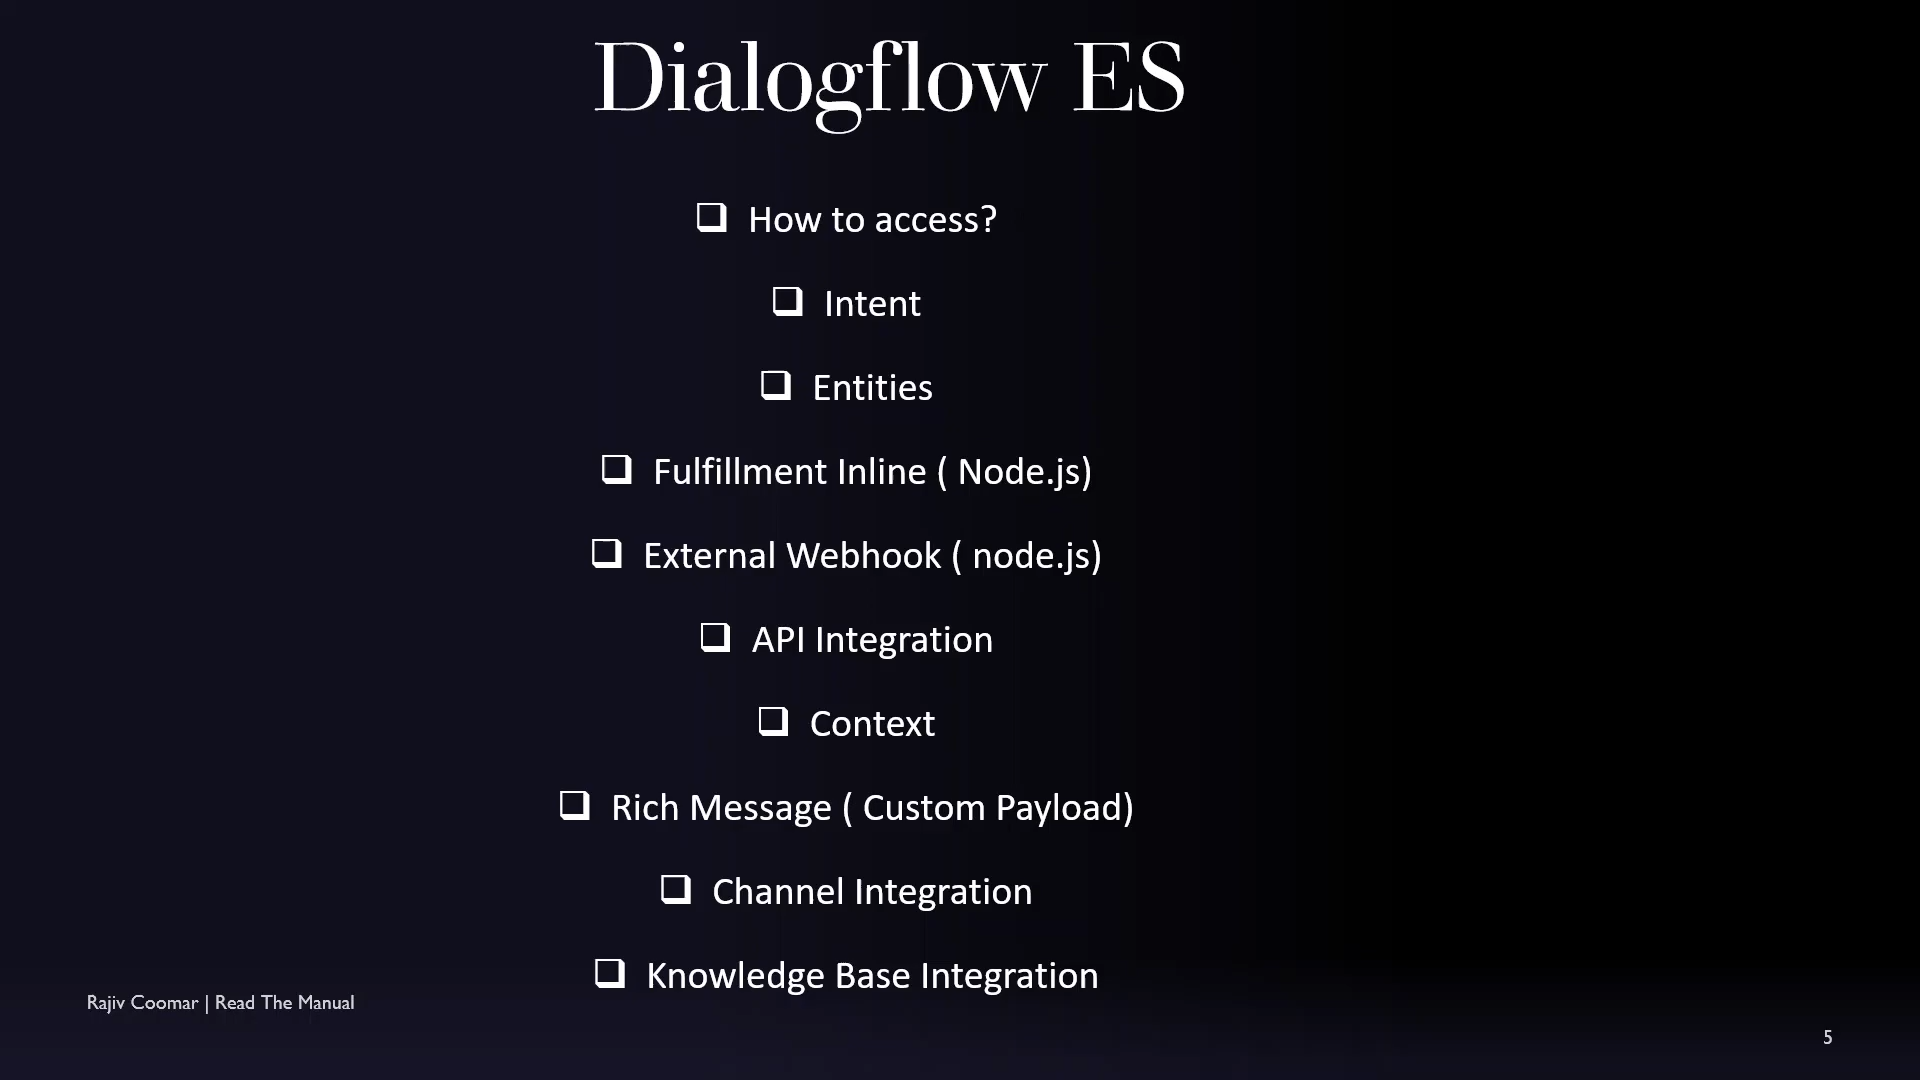 Dialogflow ES
❑ How to access?
❑ Intent
❑ Entities
❑ Fulfillment Inline ( Node.js)
❑ External Webhook ( node.js)
❑ API Integration
❑ Context
❑ Rich Message ( Custom Payload)
❑ Channel Integration
❑ Knowledge Base Integration
Rajiv Coomar | Read The Manual
5